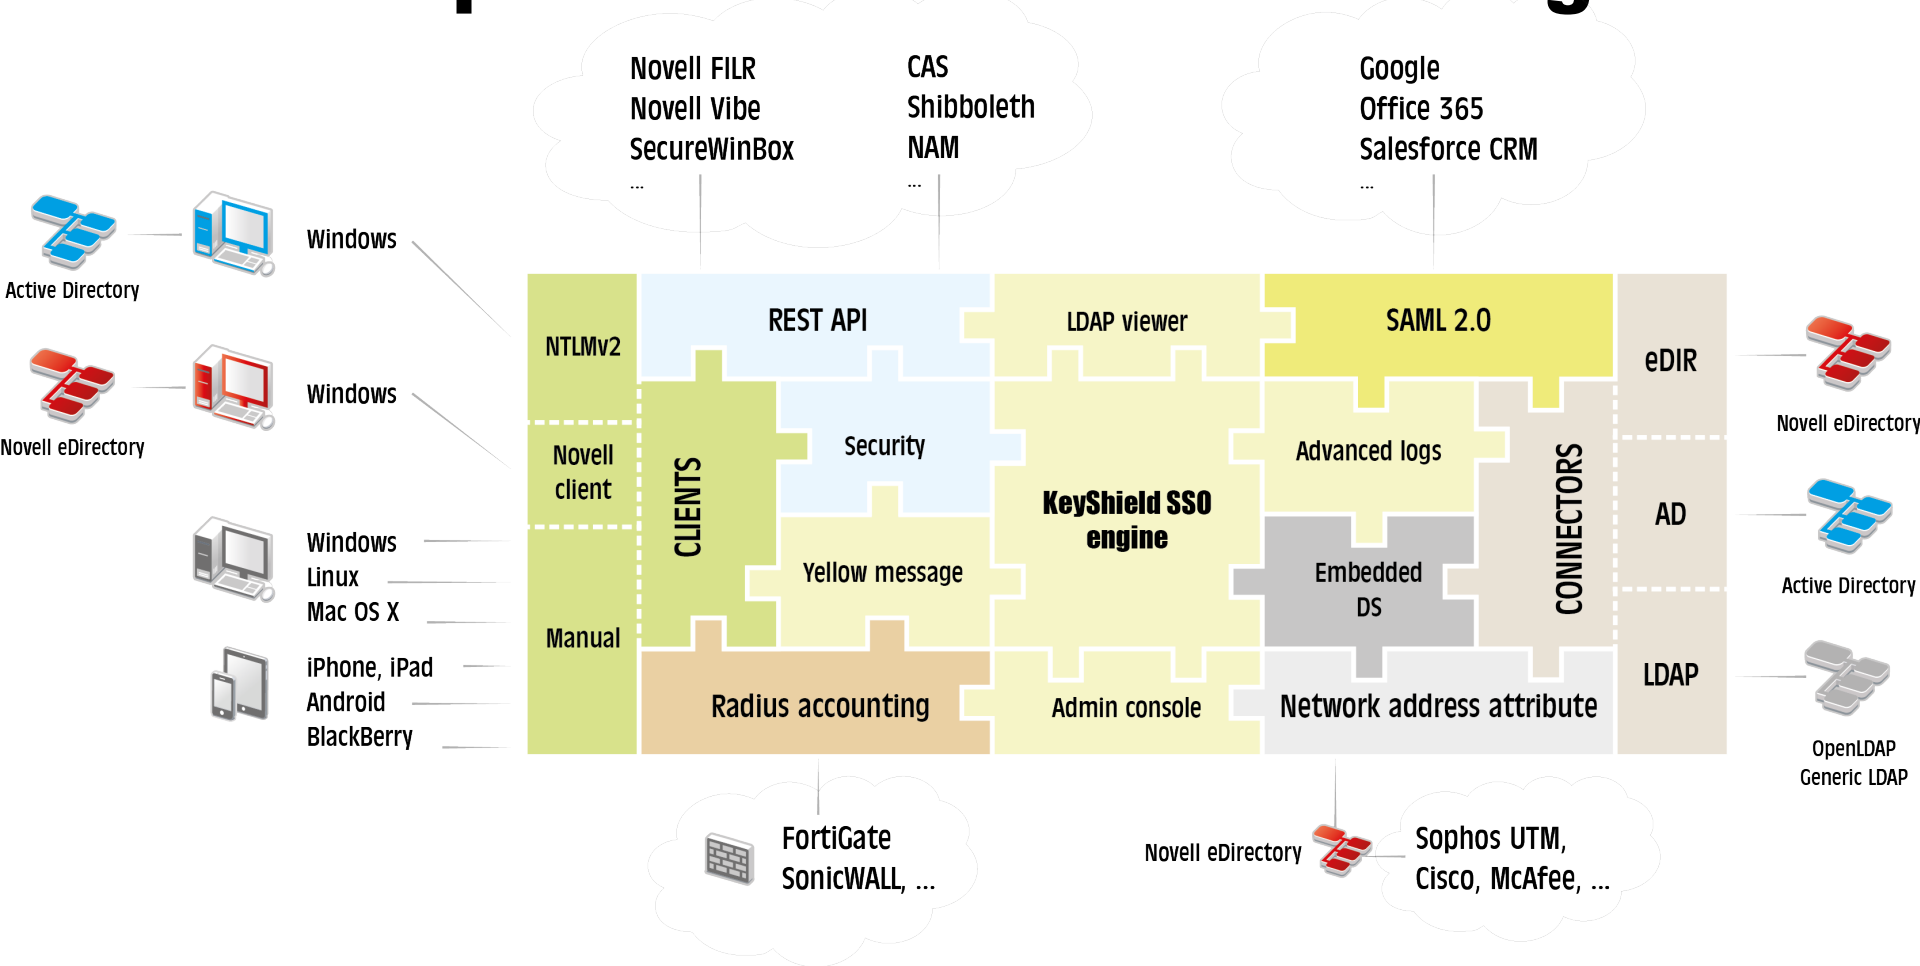 Novell FILR
Novell Vibe
SecureWinBox
...
CAS
Shibboleth
NAM
...
Google
Office 365
Salesforce CRM
...
Active Directory
Windows
Novell eDirectory
Windows
Windows
Linux
Mac OS X
iPhone, iPad
Android
BlackBerry
NTLMv2
Novell
client
Manual
REST API
LDAP viewer
SAML 2.0
CLIENTS
Security
Yellow message
KeyShield SSO
engine
Advanced logs
Embedded
DS
CONNECTORS
Radius accounting
Admin console
Network address attribute
eDIR
AD
LDAP
Novell eDirectory
Active Directory
OpenLDAP
Generic LDAP
FortiGate
SonicWALL, ...
Novell eDirectory
Sophos UTM,
Cisco, McAfee, ...